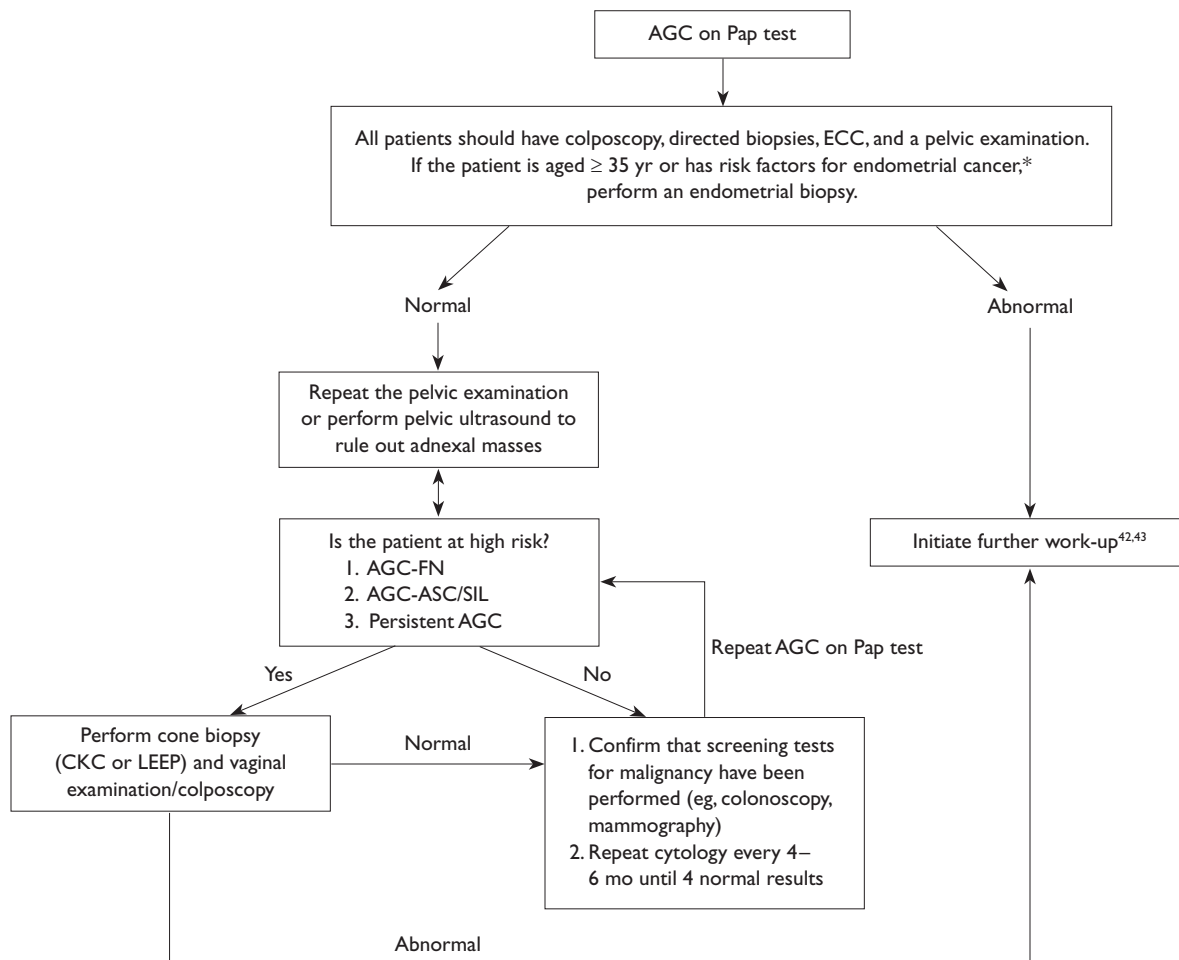 AGC on Pap test
All patients should have colposcopy, directed biopsies, ECC, and a pelvic examination.
If the patient is aged ≥ 35 yr or has risk factors for endometrial cancer,*
perform an endometrial biopsy.
Normal
Abnormal
Repeat the pelvic examination
or perform pelvic ultrasound to
rule out adnexal masses
Is the patient at high risk?
1. AGC-FN
2. AGC-ASC/SIL
3. Persistent AGC
Initiate further work-up42,43
Repeat AGC on Pap test
Yes
No
Perform cone biopsy
(CKC or LEEP) and vaginal
examination/colposcopy
Normal
1. Confirm that screening tests
for malignancy have been
performed (eg, colonoscopy,
mammography)
2. Repeat cytology every 4–
6 mo until 4 normal results
Abnormal